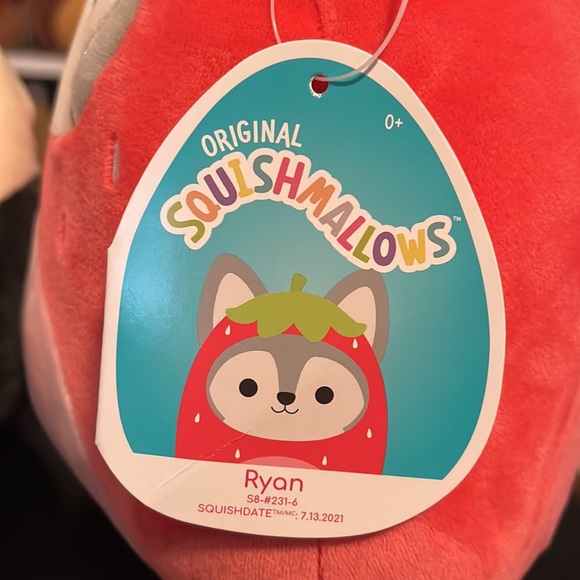 0+
ORIGINAL
SQUISHMALLOWS™
Ryan
S8-#231-6
SQUISHDATE™/MC: 7.13.2021